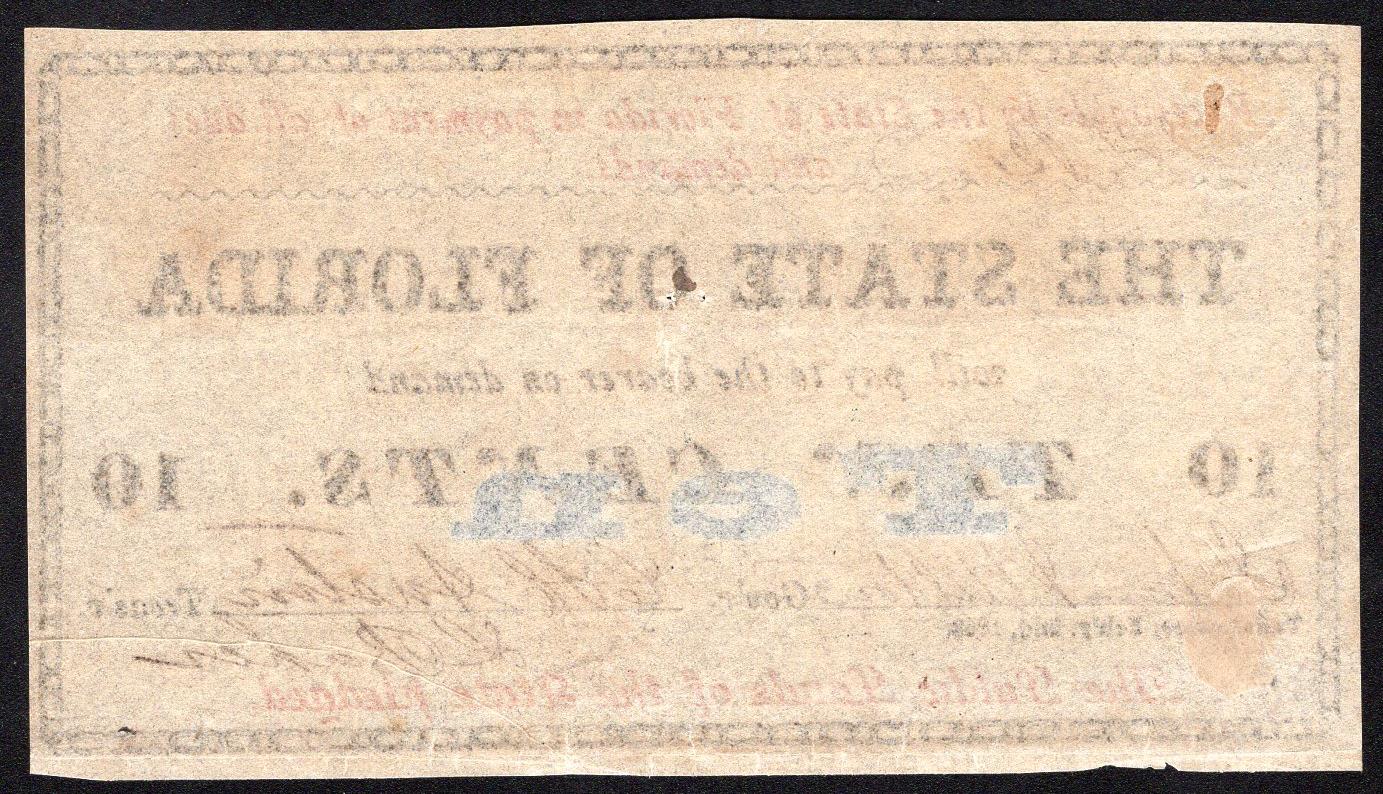 Receivable by the State of Florida in payment of all dues
and demands
THE STATE OF FLORIDA
will pay to the bearer on demand
10 TEN CENTS. 10
Ten
Gov'r. Treas'r.
The Public Lands of the State pledged.